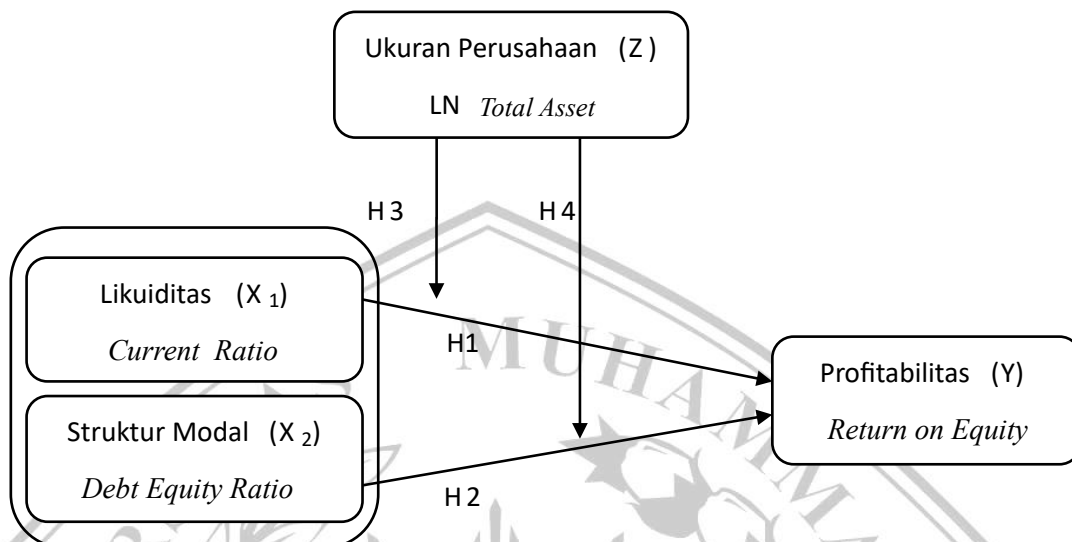 Ukuran Perusahaan (Z)
LN Total Asset
H 3
H 4
Likuiditas (X 1)
Current Ratio
H1
MUHAMM
Profitabilitas (Y)
Return on Equity
Struktur Modal (X 2)
Debt Equity Ratio
H 2